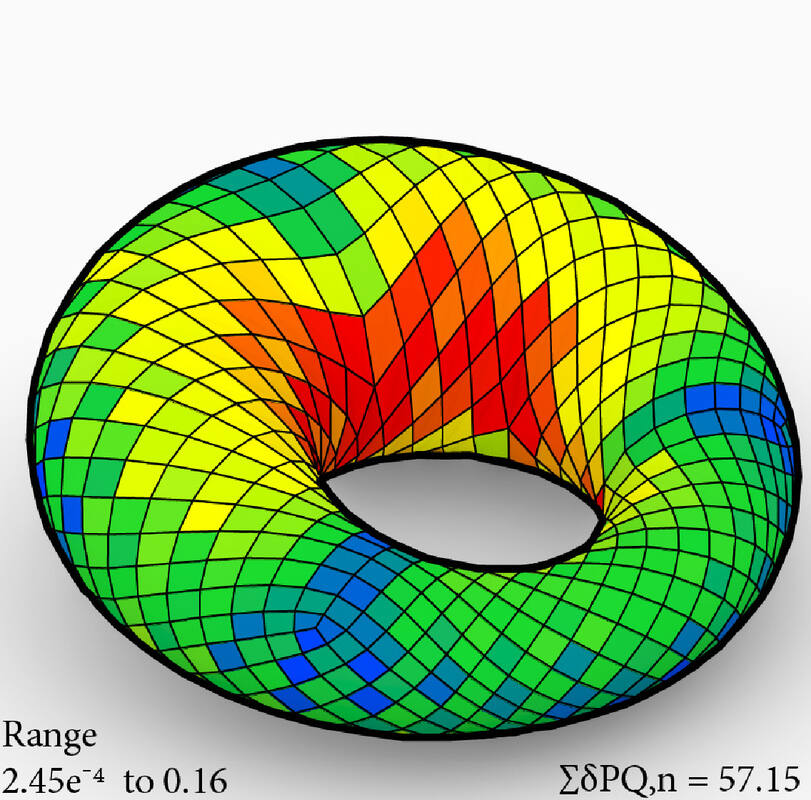 Range
2.45e⁻⁴ to 0.16
∑δPQ,n = 57.15